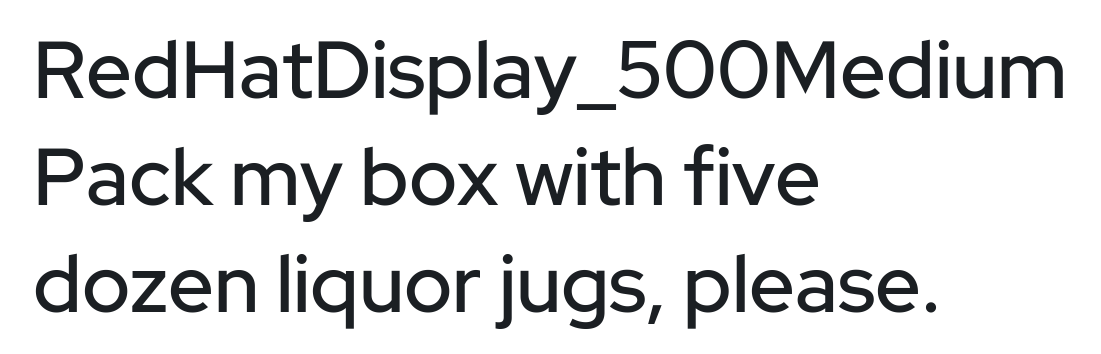 RedHatDisplay_500Medium
Pack my box with five
dozen liquor jugs, please.